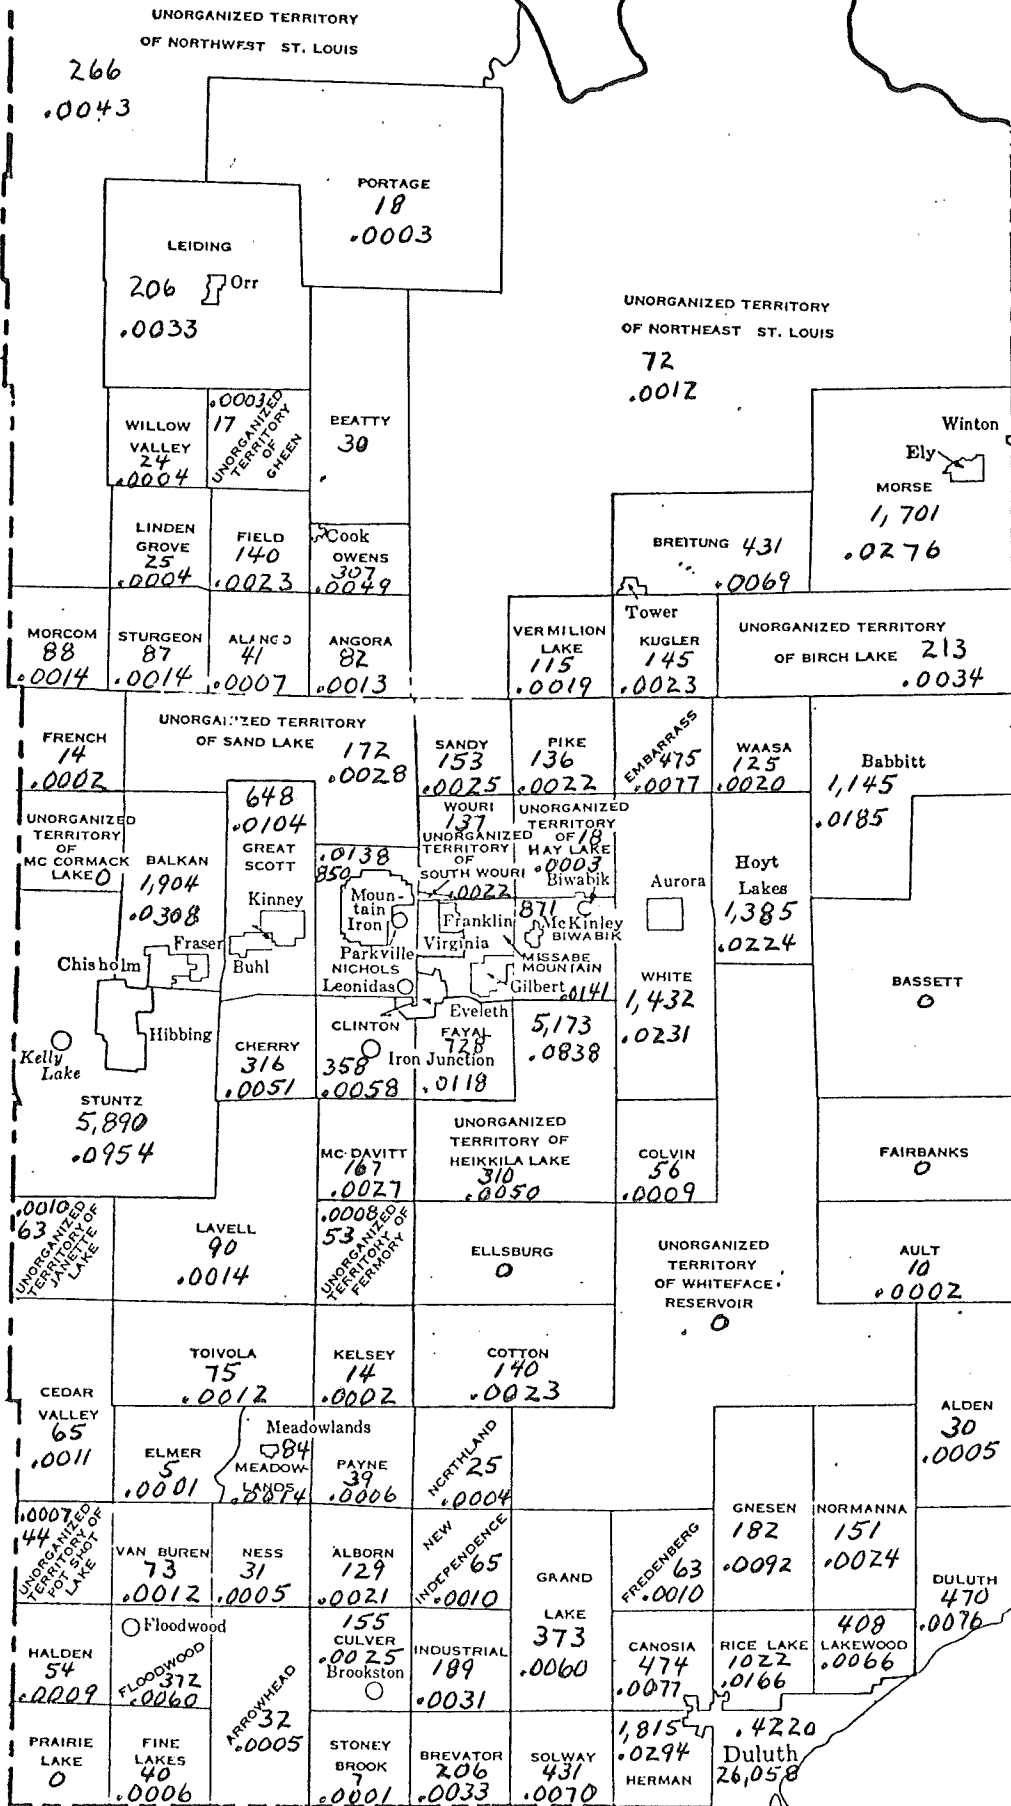 UNORGANIZED TERRITORY
OF NORTHWEST ST. LOUIS
266
.0043
PORTAGE
18
.0003
LEIDING
206
Orr
.0033
UNORGANIZED TERRITORY
OF NORTHEAST ST. LOUIS
72
.0012
WILLOW
VALLEY
24
.0004
.0003
17
UNORGANIZED
TERRITORY
OF
GHEEN
BEATTY
30
Winton
Ely
MORSE
1,701
.0276
LINDEN
GROVE
25
.0004
FIELD
140
.0023
Cook
OWENS
307
.0049
BREITUNG 431
.0069
Tower
MORCOM
88
.0014
STURGEON
87
.0014
ALANGO
41
.0007
ANGORA
82
.0013
VERMILION
LAKE
115
.0019
KUGLER
145
.0023
UNORGANIZED TERRITORY
OF BIRCH LAKE 213
.0034
FRENCH
14
.0002
UNORGANIZED TERRITORY
OF SAND LAKE 172
.0028
SANDY
153
.0025
PIKE
136
.0022
EMBARRASS
475
.0077
WAASA
125
.0020
Babbitt
1,145
.0185
UNORGANIZED
TERRITORY
OF
MC CORMACK
LAKE 0
BALKAN
1,904
.0308
648
.0104
GREAT
SCOTT
Kinney
Buhl
Fraser
Chisholm
.0138
850
Moun-
tain
Iron
Parkville
NICHOLS
Leonidas
WOURI
137
UNORGANIZED
TERRITORY
OF
SOUTH WOURI
.0022
UNORGANIZED
TERRITORY
OF 18
HAY LAKE
.0003
Biwabik
871
McKinley
BIWABIK
Franklin
Virginia
MISSABE
MOUNTAIN
Gilbert
.0141
Eveleth
5,173
.0838
Aurora
WHITE
1,432
.0231
Hoyt
Lakes
1,385
.0224
BASSETT
0
Hibbing
Kelly
Lake
STUNTZ
5,890
.0954
CHERRY
316
.0051
CLINTON
358
.0058
Iron Junction
FAYAL
728
.0118
MC DAVITT
167
.0027
UNORGANIZED
TERRITORY OF
HEIKKILA LAKE
310
.0050
COLVIN
56
.0009
FAIRBANKS
0
.0010
63
UNORGANIZED
TERRITORY OF
JANETTE
LAKE
LAVELL
90
.0014
.0008
53
UNORGANIZED
TERRITORY OF
FERMORY
ELLSBURG
0
UNORGANIZED
TERRITORY
OF WHITEFACE
RESERVOIR
0
AULT
10
.0002
TOIVOLA
75
.0012
KELSEY
14
.0002
COTTON
140
.0023
CEDAR
VALLEY
65
.0011
ELMER
5
.0001
Meadowlands
84
MEADOW-
LANDS
.0014
PAYNE
39
.0006
NORTHLAND
25
.0004
ALDEN
30
.0005
.0007
44
UNORGANIZED
TERRITORY OF
POT SHOT
LAKE
VAN BUREN
73
.0012
NESS
31
.0005
ALBORN
129
.0021
NEW
INDEPENDENCE
65
.0010
GRAND
LAKE
373
.0060
FREDENBERG
63
.0010
GNESEN
182
.0092
NORMANNA
151
.0024
DULUTH
470
.0076
HALDEN
54
.0009
Floodwood
FLOODWOOD
372
.0060
ARROWHEAD
32
.0005
155
CULVER
.0025
Brookston
INDUSTRIAL
189
.0031
CANOSIA
474
.0077
RICE LAKE
1022
.0166
408
LAKEWOOD
.0066
PRAIRIE
LAKE
0
FINE
LAKES
40
.0006
STONEY
BROOK
7
.0001
BREVATOR
206
.0033
SOLWAY
431
.0070
1,815
.0294
HERMAN
.4220
Duluth
26,058